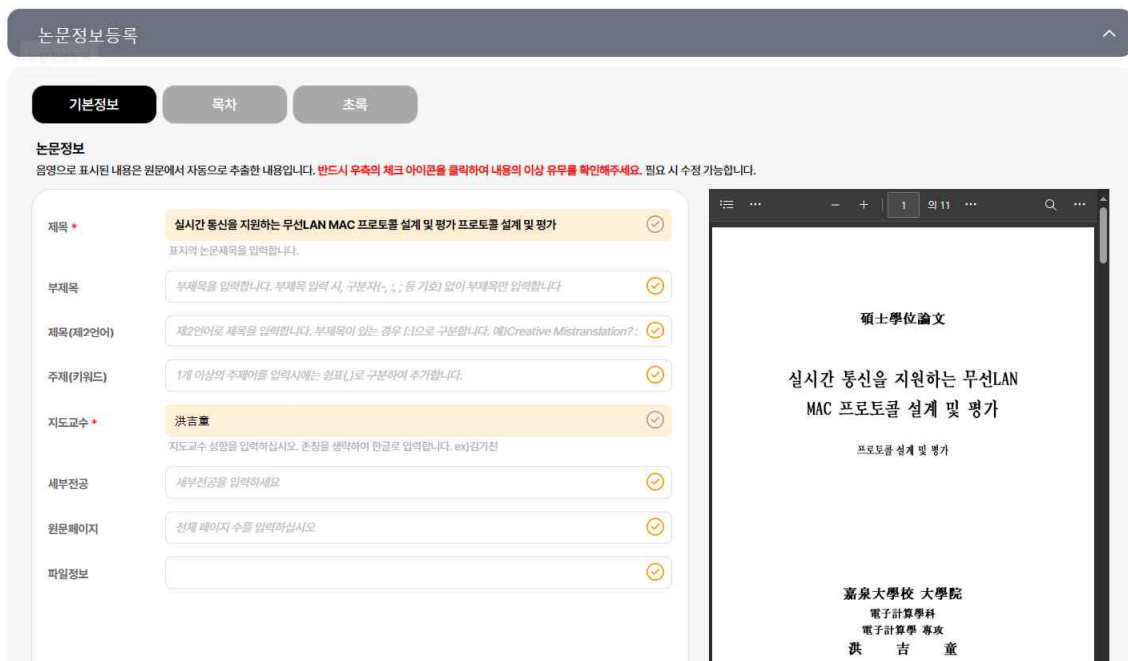 논문정보등록
기본정보
목차
초록
논문정보
음영으로 표시된 내용은 원문에서 자동으로 추출한 내용입니다. 반드시 우측의 체크 아이콘을 클릭하여 내용의 이상 유무를 확인해주세요. 필요 시 수정 가능합니다.
제목 *
실시간 통신을 지원하는 무선LAN MAC 프로토콜 설계 및 평가 프로토콜 설계 및 평가
표지의 논문제목을 입력합니다.
부제목
부제목을 입력합니다. 부제목 입력 시, 구분자(-, :, ; 등 기호) 없이 부제목만 입력합니다
제목(제2언어)
제2언어로 제목을 입력합니다. 부제목이 있는 경우 [:]으로 구분합니다. 예)Creative Mistranslation? :
주제(키워드)
1개 이상의 주제어를 입력시에는 쉼표(,)로 구분하여 추가합니다.
지도교수 *
洪吉童
지도교수 성함을 입력하십시오. 존칭을 생략하여 한글로 입력합니다. ex)김가천
세부전공
세부전공을 입력하세요
원문페이지
전체 페이지 수를 입력하십시오
파일정보
1 의 11
碩士學位論文
실시간 통신을 지원하는 무선LAN
MAC 프로토콜 설계 및 평가
프로토콜 설계 및 평가
嘉泉大學校 大學院
電子計算學科
電子計算學 專攻
洪 吉 童